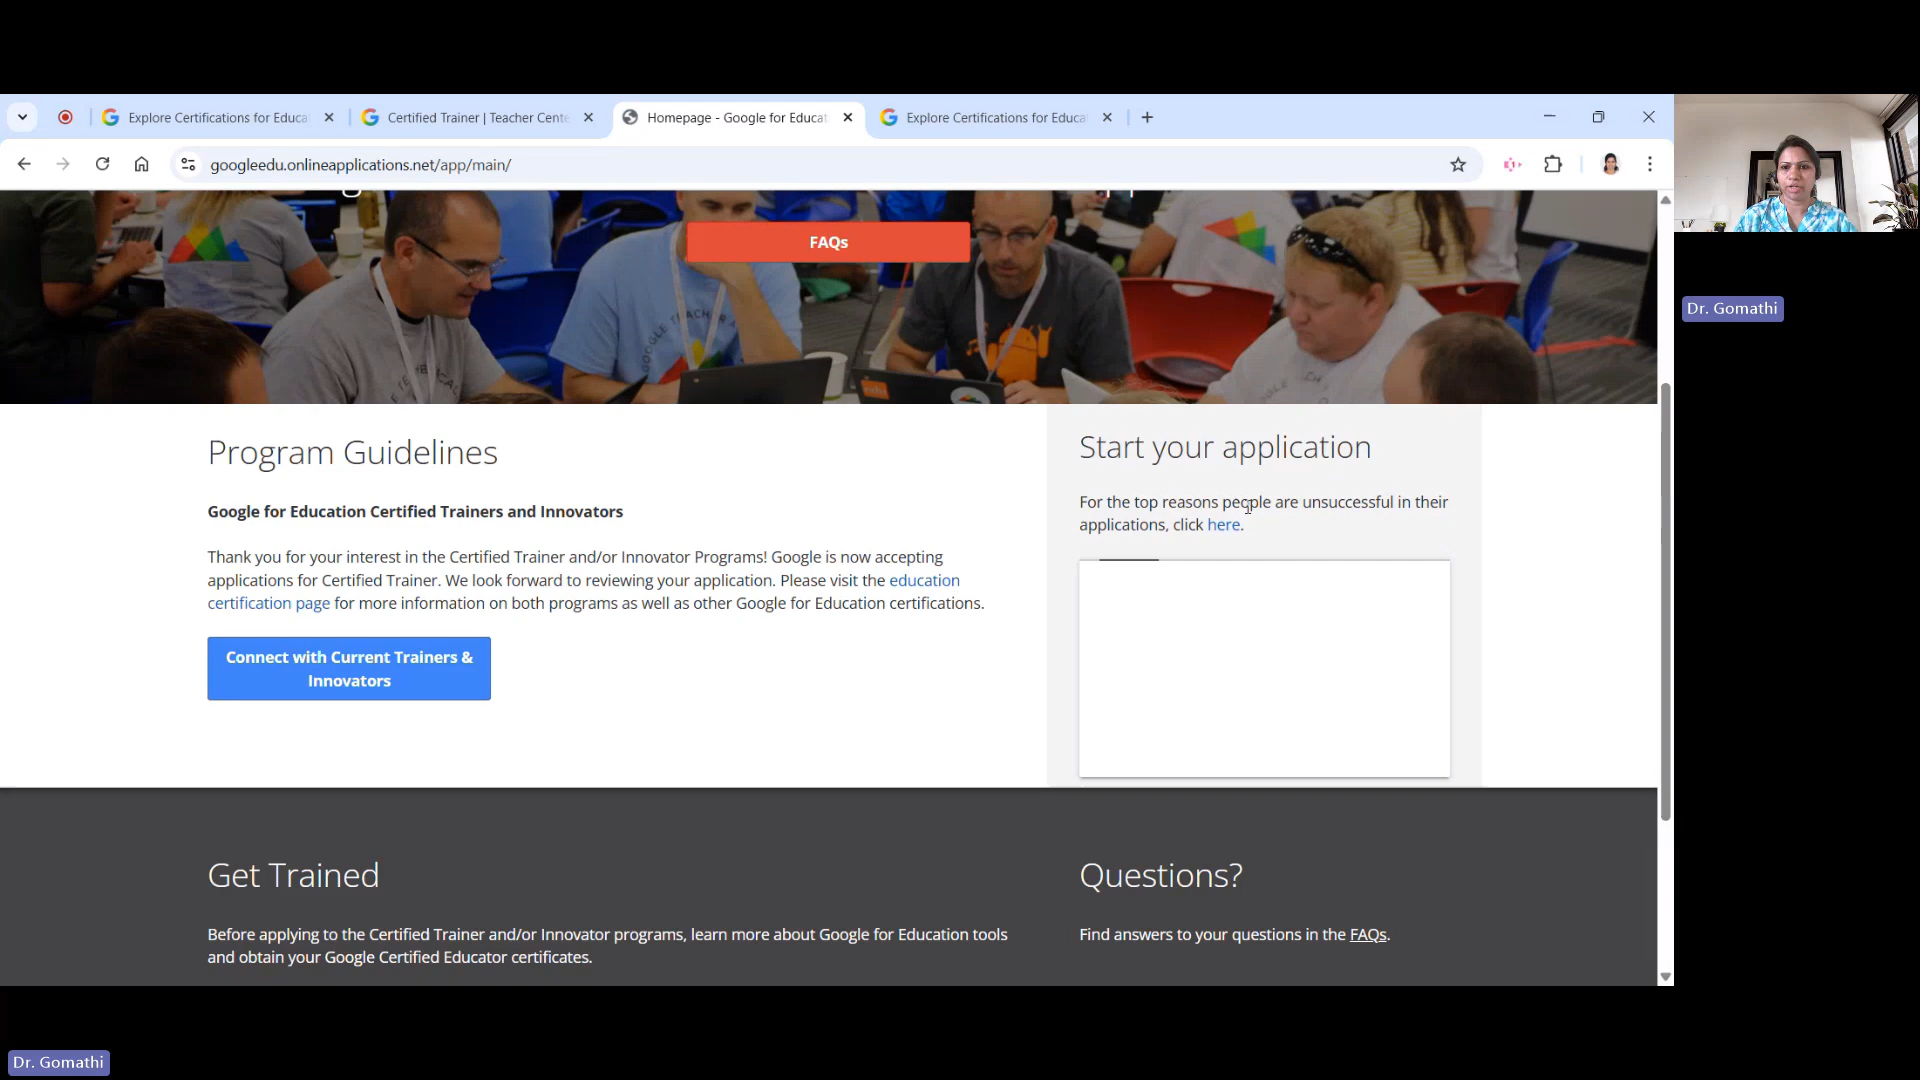 Explore Certifications for Educa
Certified Trainer | Teacher Cente
Homepage - Google for Educat
Explore Certifications for Educa
googleedu.onlineapplications.net/app/main/
FAQs
Program Guidelines
Google for Education Certified Trainers and Innovators
Thank you for your interest in the Certified Trainer and/or Innovator Programs! Google is now accepting
applications for Certified Trainer. We look forward to reviewing your application. Please visit the education
certification page for more information on both programs as well as other Google for Education certifications.
Connect with Current Trainers &
Innovators
Start your application
For the top reasons people are unsuccessful in their
applications, click here.
Get Trained
Before applying to the Certified Trainer and/or Innovator programs, learn more about Google for Education tools
and obtain your Google Certified Educator certificates.
Questions?
Find answers to your questions in the FAQs.
Dr. Gomathi
Dr. Gomathi